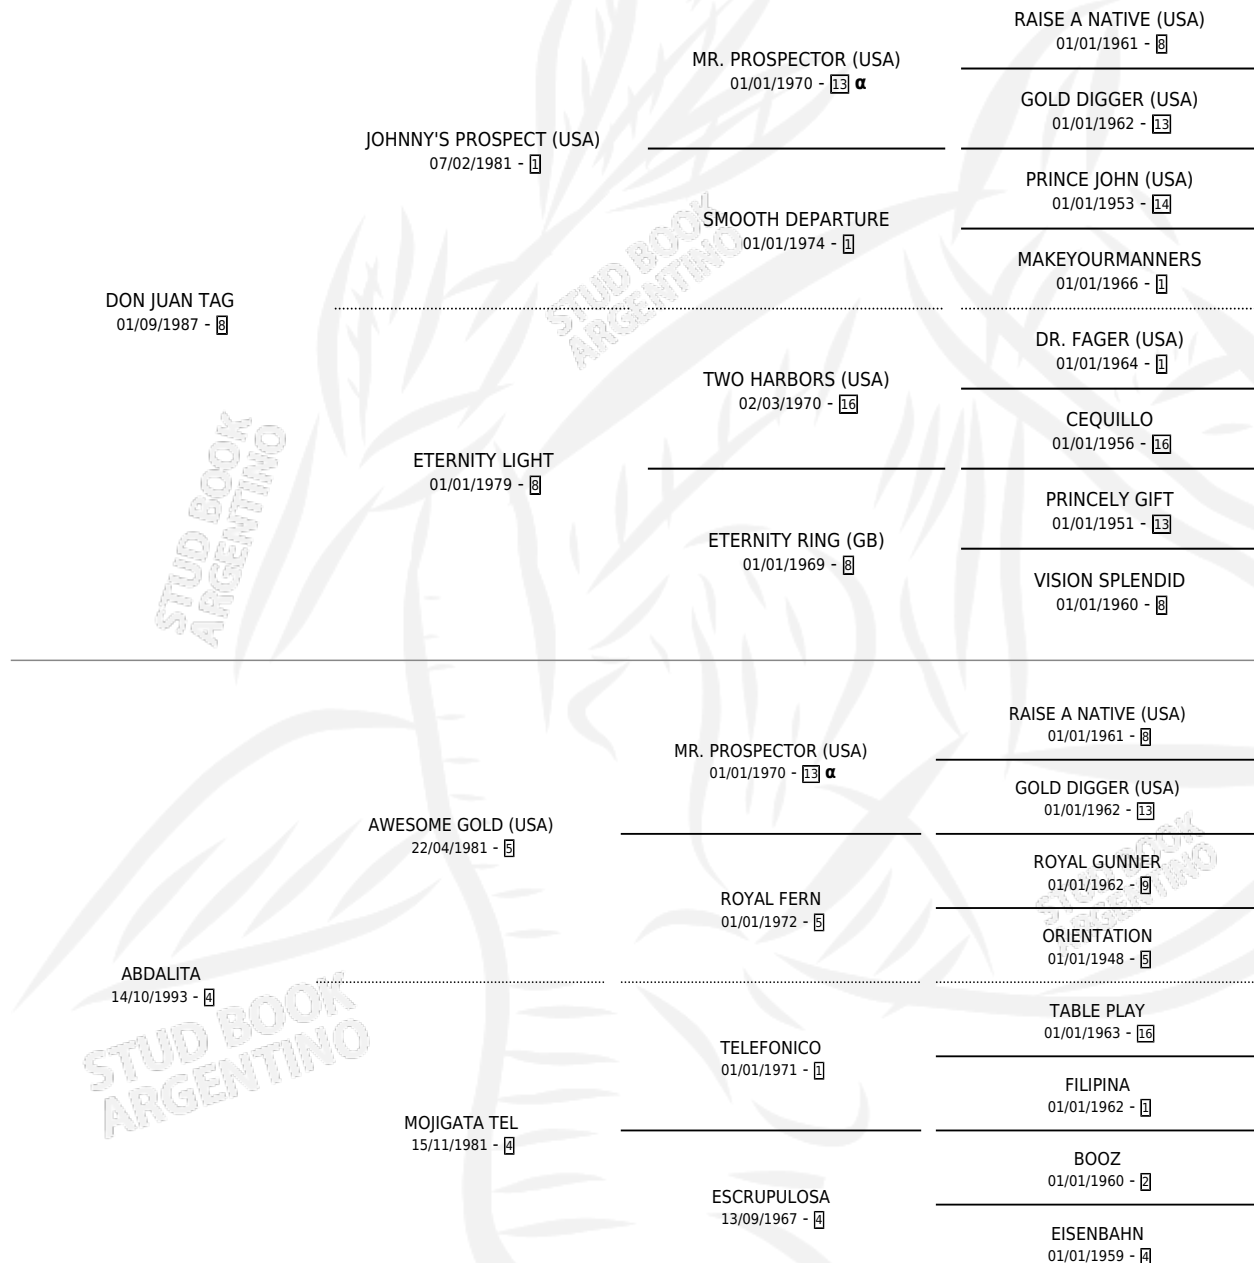 RAISE A NATIVE (USA)
01/01/1961 - 8
MR. PROSPECTOR (USA)
01/01/1970 - 13 α
GOLD DIGGER (USA)
01/01/1962 - 13
JOHNNY'S PROSPECT (USA)
07/02/1981 - 1
PRINCE JOHN (USA)
01/01/1953 - 14
SMOOTH DEPARTURE
01/01/1974 - 1
MAKEYOURMANNERS
01/01/1966 - 1
DON JUAN TAG
01/09/1987 - 8
DR. FAGER (USA)
01/01/1964 - 1
TWO HARBORS (USA)
02/03/1970 - 16
CEQUILLO
01/01/1956 - 16
ETERNITY LIGHT
01/01/1979 - 8
PRINCELY GIFT
01/01/1951 - 13
ETERNITY RING (GB)
01/01/1969 - 8
VISION SPLENDID
01/01/1960 - 8
STUD BOOK
ARGENTINO
STUD BOOK
ARGENTINO
RAISE A NATIVE (USA)
01/01/1961 - 8
MR. PROSPECTOR (USA)
01/01/1970 - 13 α
GOLD DIGGER (USA)
01/01/1962 - 13
AWESOME GOLD (USA)
22/04/1981 - 5
ROYAL GUNNER
01/01/1962 - 9
ROYAL FERN
01/01/1972 - 5
ORIENTATION
01/01/1948 - 5
ABDALITA
14/10/1993 - 4
TABLE PLAY
01/01/1963 - 16
TELEFONICO
01/01/1971 - 1
FILIPINA
01/01/1962 - 1
MOJIGATA TEL
15/11/1981 - 4
BOOZ
01/01/1960 - 2
ESCRUPULOSA
13/09/1967 - 4
EISENBAHN
01/01/1959 - 4
STUD BOOK
ARGENTINO
STUD BOOK
ARGENTINO